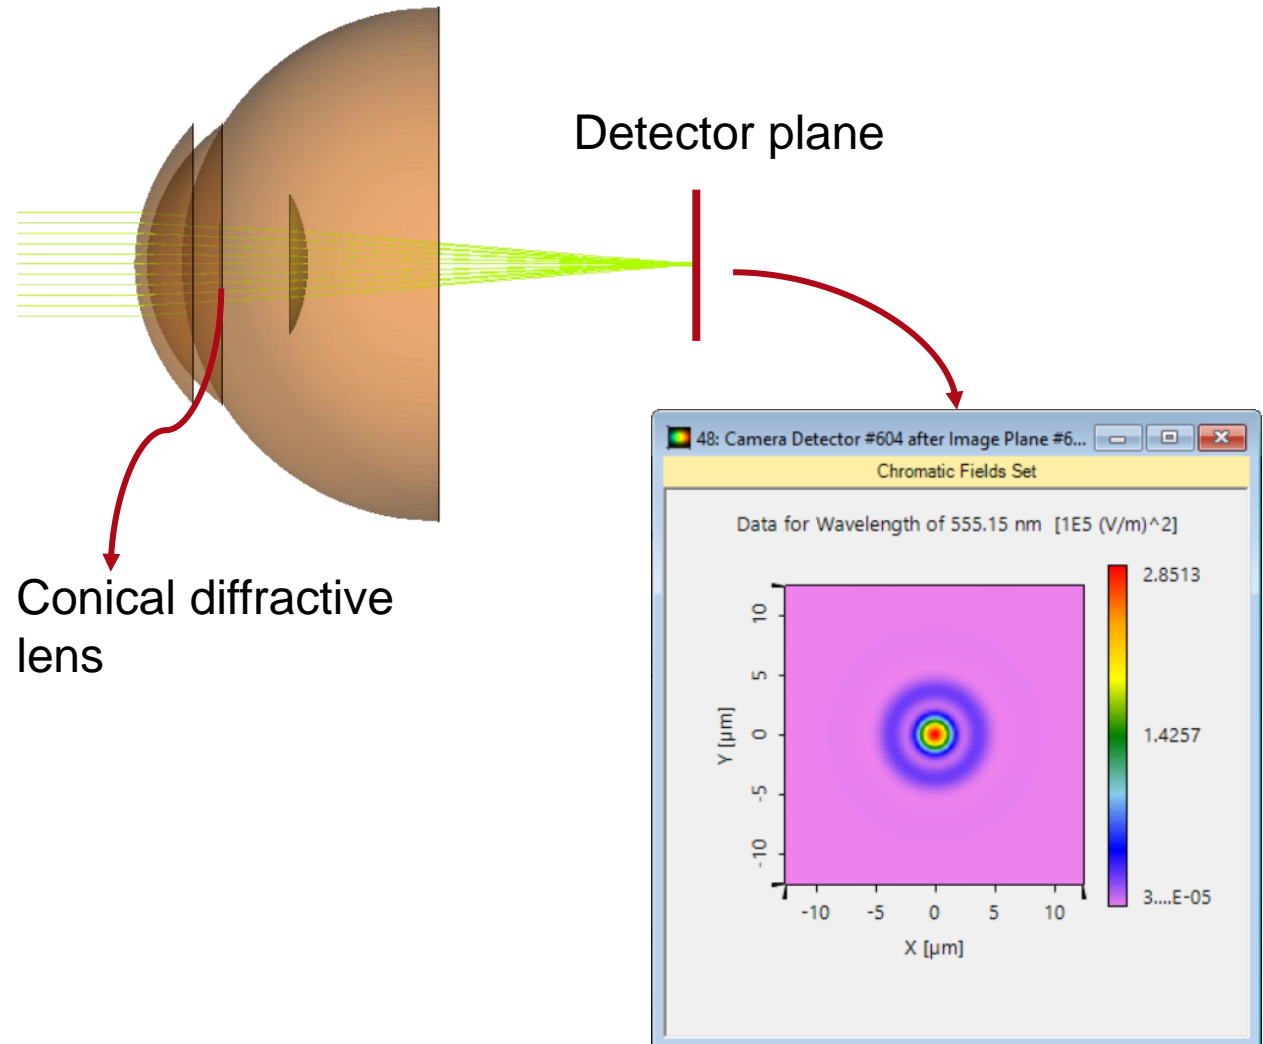 Detector plane
Conical diffractive
lens
48: Camera Detector #604 after Image Plane #6...
Chromatic Fields Set
Data for Wavelength of 555.15 nm [1E5 (V/m)^2]
2.8513
1.4257
3....E-05
Y [µm]
10
5
0
-5
-10
-10 -5 0 5 10
X [µm]